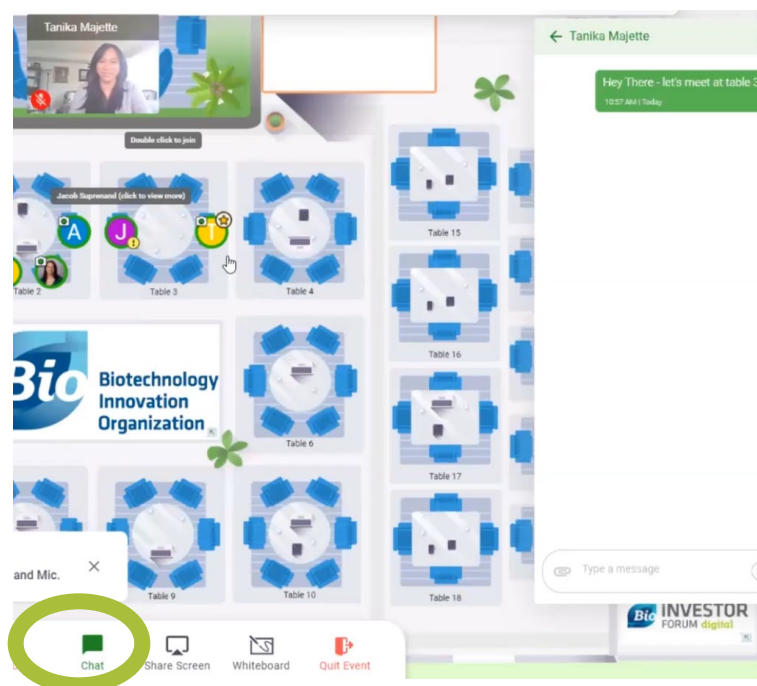 Tanika Majette
Double click to join
Jacob Suprenand (click to view more)
A
J
T
Table 2
Table 3
Table 4
Bio
Biotechnology
Innovation
Organization
Table 6
and Mic.
Table 9
Table 10
Table 15
Table 16
Table 17
Table 18
Chat
Share Screen
Whiteboard
Quit Event
Tanika Majette
Hey There - let's meet at table 3
10:57 AM | Today
Type a message
Bio INVESTOR
FORUM digital